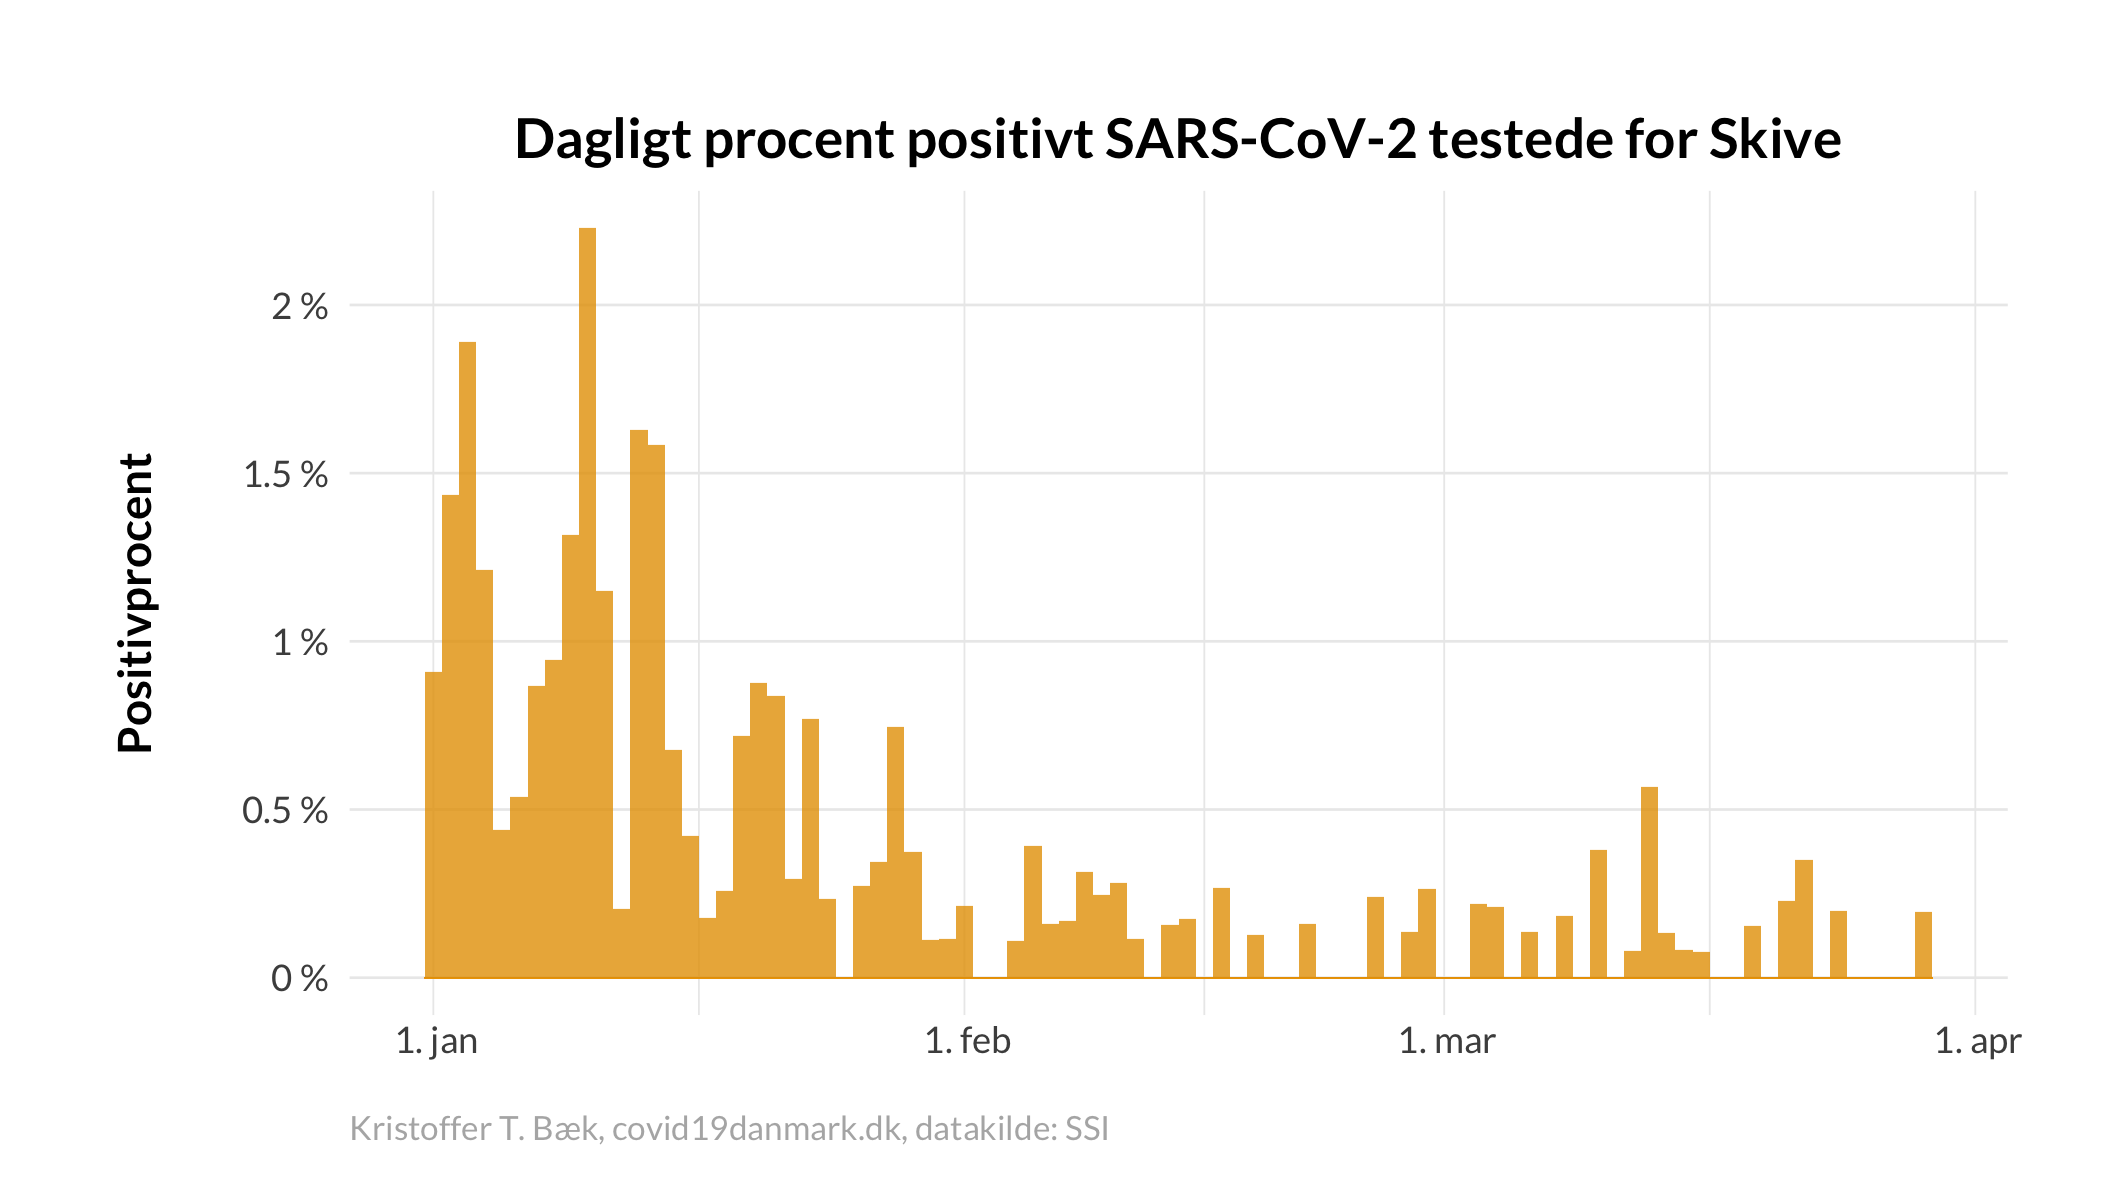 Dagligt procent positivt SARS-CoV-2 testede for Skive
Positivprocent
2 %
1.5 %
1 %
0.5 %
0 %
1. jan
1. feb
1. mar
1. apr
Kristoffer T. Bæk, covid19danmark.dk, datakilde: SSI